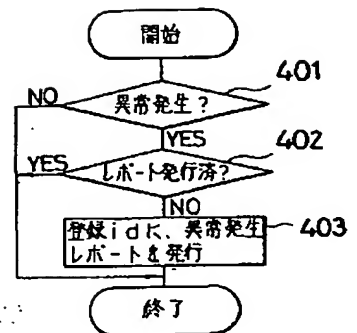 開始
401
異常発生?
NO
YES
402
レポート発行済?
YES
NO
登録idに、異常発生
レポートを発行
403
終了